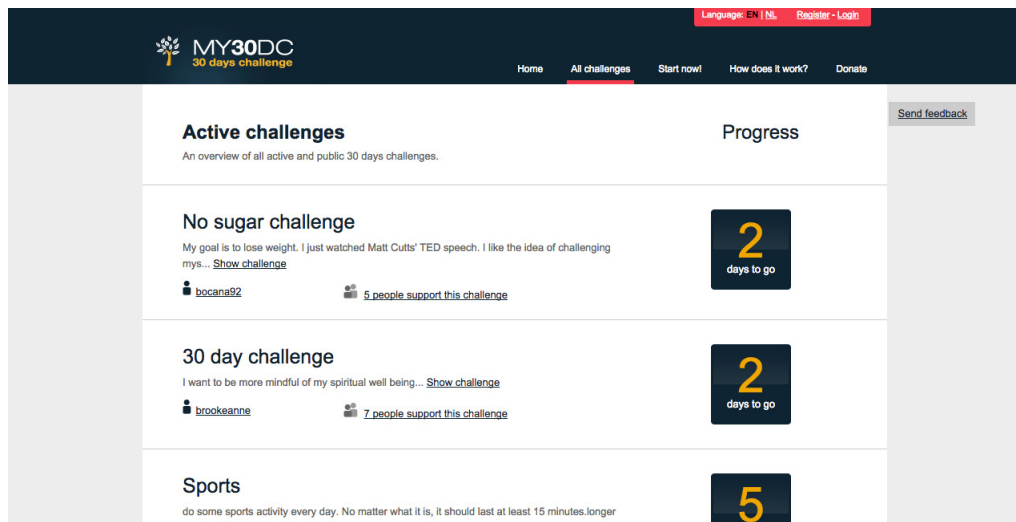 Language: EN | NL Register - Login
MY30DC
30 days challenge
Home All challenges Start now! How does it work? Donate
Send feedback
Active challenges
Progress
An overview of all active and public 30 days challenges.
No sugar challenge
My goal is to lose weight. I just watched Matt Cutts' TED speech. I like the idea of challenging
mys... Show challenge
bocana92 5 people support this challenge
2
days to go
30 day challenge
I want to be more mindful of my spiritual well being... Show challenge
brookeanne 7 people support this challenge
2
days to go
Sports
do some sports activity every day. No matter what it is, it should last at least 15 minutes.longer
5